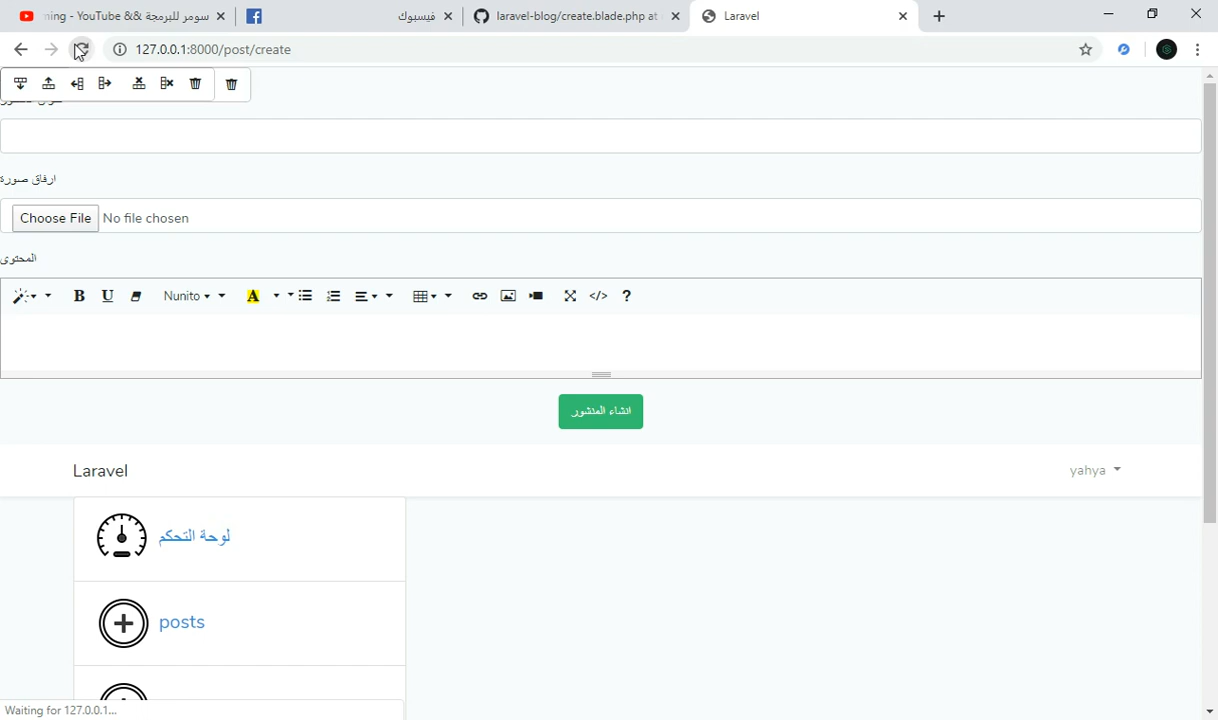 ning - YouTube && سومر للبرمجة
فيسبوك
laravel-blog/create.blade.php at
Laravel
127.0.0.1:8000/post/create
ارفاق صورة
Choose File No file chosen
المحتوى
B U Nunito A </> ?
انشاء المنشور
Laravel
yahya
لوحة التحكم
posts
Waiting for 127.0.0.1...